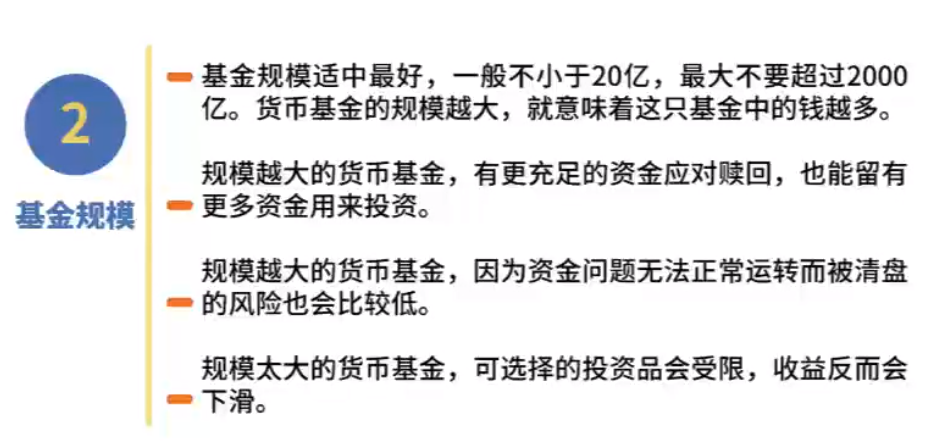 2
基金规模
基金规模适中最好，一般不小于20亿，最大不要超过2000
亿。货币基金的规模越大，就意味着这只基金中的钱越多。
规模越大的货币基金，有更充足的资金应对赎回，也能留有
更多资金用来投资。
规模越大的货币基金，因为资金问题无法正常运转而被清盘
的风险也会比较低。
规模太大的货币基金，可选择的投资品会受限，收益反而会
下滑。